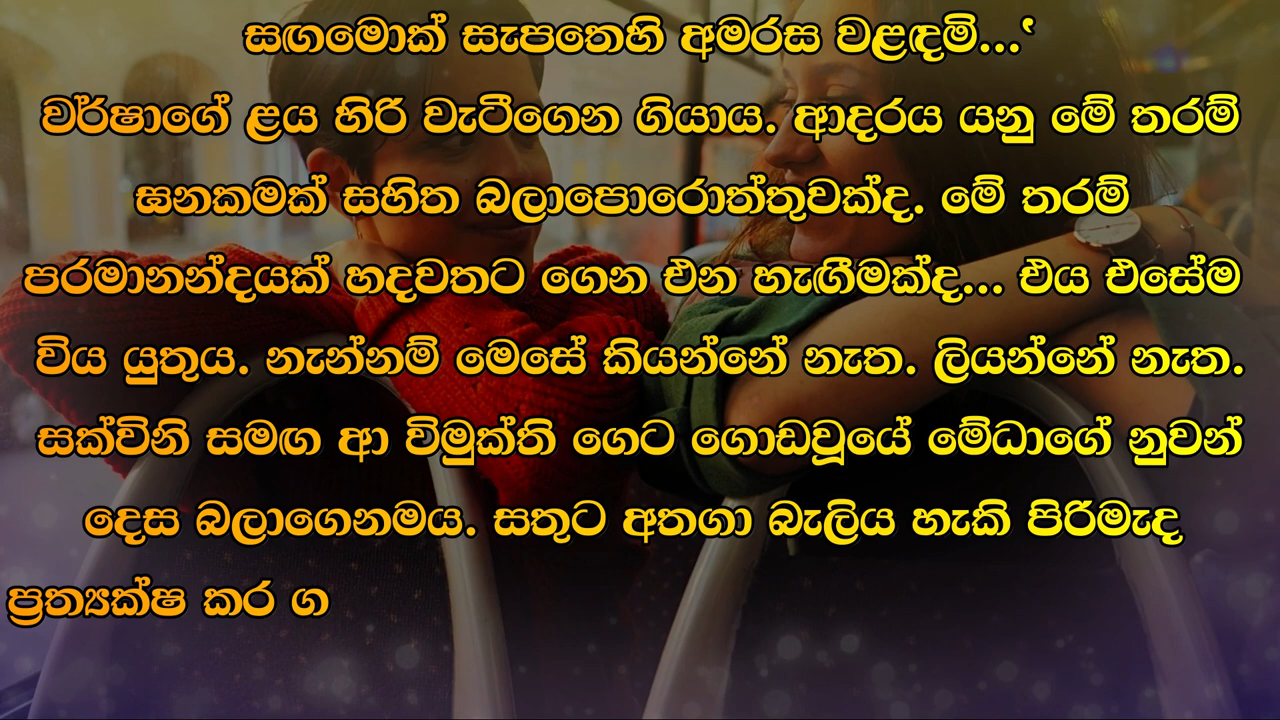 සඟමොක් සැපතෙහි අමරස වළඳමි...‛
වර්ෂාගේ ළය හිරි වැටීගෙන ගියාය. ආදරය යනු මේ තරම්
ඝනකමක් සහිත බලාපොරොත්තුවක්ද. මේ තරම්
පරමානන්දයක් හදවතට ගෙන එන හැඟීමක්ද... එය එසේම
විය යුතුය. නැන්නම් මෙසේ කියන්නේ නැත. ලියන්නේ නැත.
සක්විනි සමඟ ආ විමුක්ති ගෙට ගොඩවූයේ මේධාගේ නුවන්
දෙස බලාගෙනමය. සතුට අතගා බැලිය හැකි පිරිමැද
ප්‍රත්‍යක්ෂ කර ග